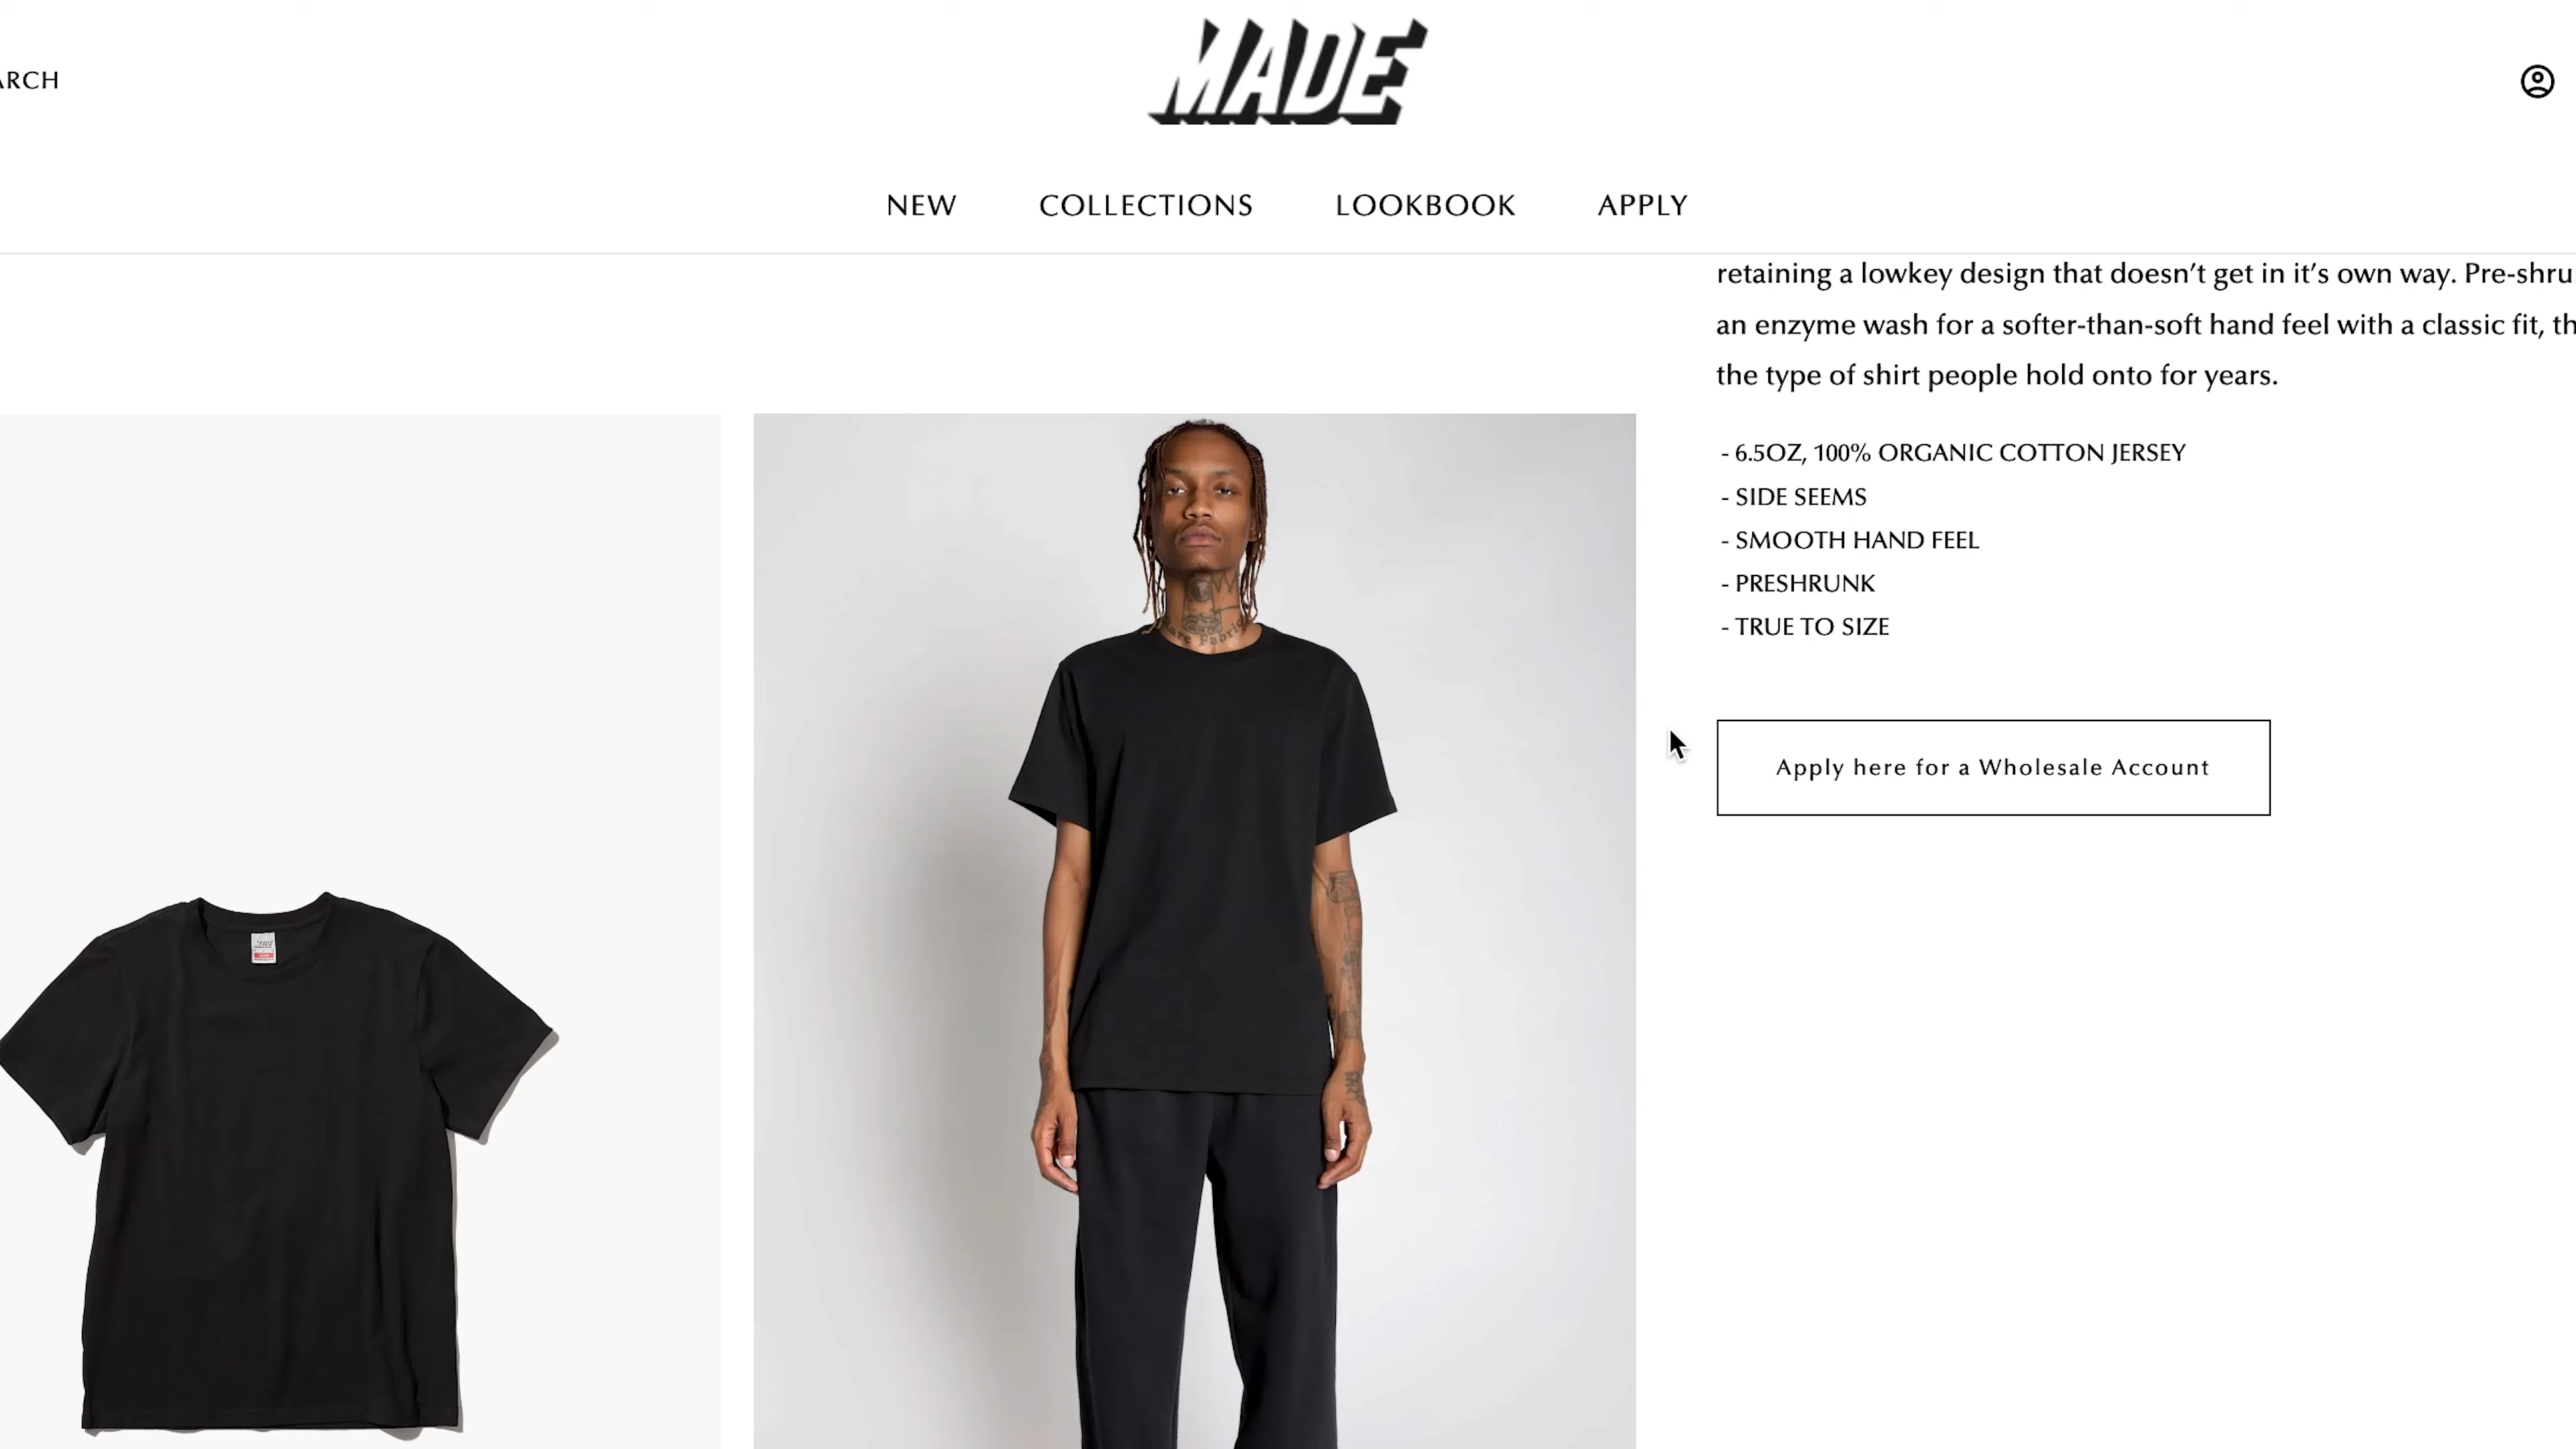 MADE
ARCH
NEW COLLECTIONS LOOKBOOK APPLY
retaining a lowkey design that doesn’t get in it’s own way. Pre-shru
an enzyme wash for a softer-than-soft hand feel with a classic fit, th
the type of shirt people hold onto for years.
- 6.5OZ, 100% ORGANIC COTTON JERSEY
- SIDE SEEMS
- SMOOTH HAND FEEL
- PRESHRUNK
- TRUE TO SIZE
Apply here for a Wholesale Account
MADE